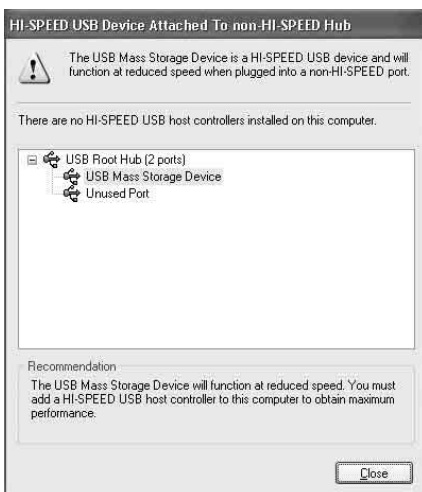 HI-SPEED USB Device Attached To non-HI-SPEED Hub
The USB Mass Storage Device is a HI-SPEED USB device and will
function at reduced speed when plugged into a non-HI-SPEED port.
There are no HI-SPEED USB host controllers installed on this computer.
USB Root Hub (2 ports)
USB Mass Storage Device
Unused Port
Recommendation
The USB Mass Storage Device will function at reduced speed. You must
add a HI-SPEED USB host controller to this computer to obtain maximum
performance.
Close